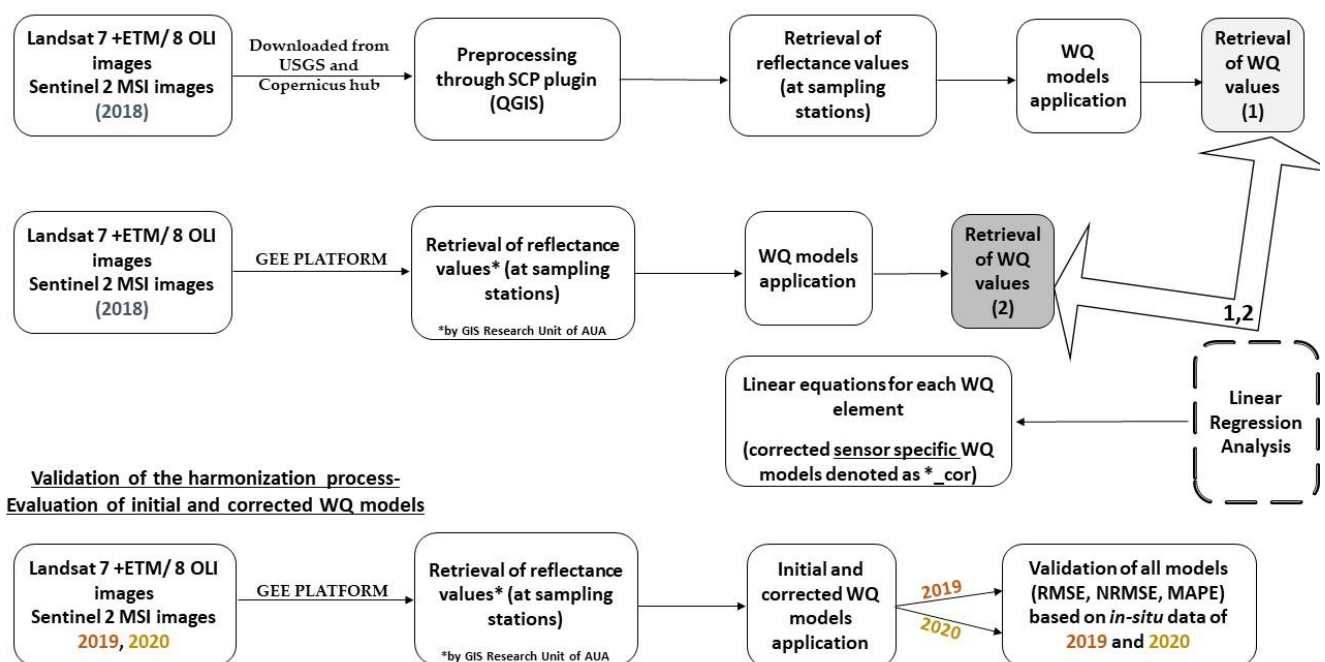 Landsat 7 +ETM/ 8 OLI
images
Sentinel 2 MSI images
(2018)
Downloaded from
USGS and
Copernicus hub
Preprocessing
through SCP plugin
(QGIS)
Retrieval of
reflectance values
(at sampling
stations)
WQ
models
application
Retrieval
of WQ
values
(1)
Landsat 7 +ETM/ 8 OLI
images
Sentinel 2 MSI images
(2018)
GEE PLATFORM
Retrieval of reflectance
values* (at sampling
stations)
*by GIS Research Unit of AUA
WQ models
application
Retrieval
of WQ
values
(2)
1,2
Linear
Regression
Analysis
Linear equations for each WQ
element
(corrected sensor specific WQ
models denoted as *_cor)
Validation of the harmonization process-
Evaluation of initial and corrected WQ models
Landsat 7 +ETM/ 8 OLI
images
Sentinel 2 MSI images
2019, 2020
GEE PLATFORM
Retrieval of reflectance
values* (at sampling
stations)
*by GIS Research Unit of AUA
Initial and
corrected WQ
models
application
2019
2020
Validation of all models
(RMSE, NRMSE, MAPE)
based on in-situ data of
2019 and 2020